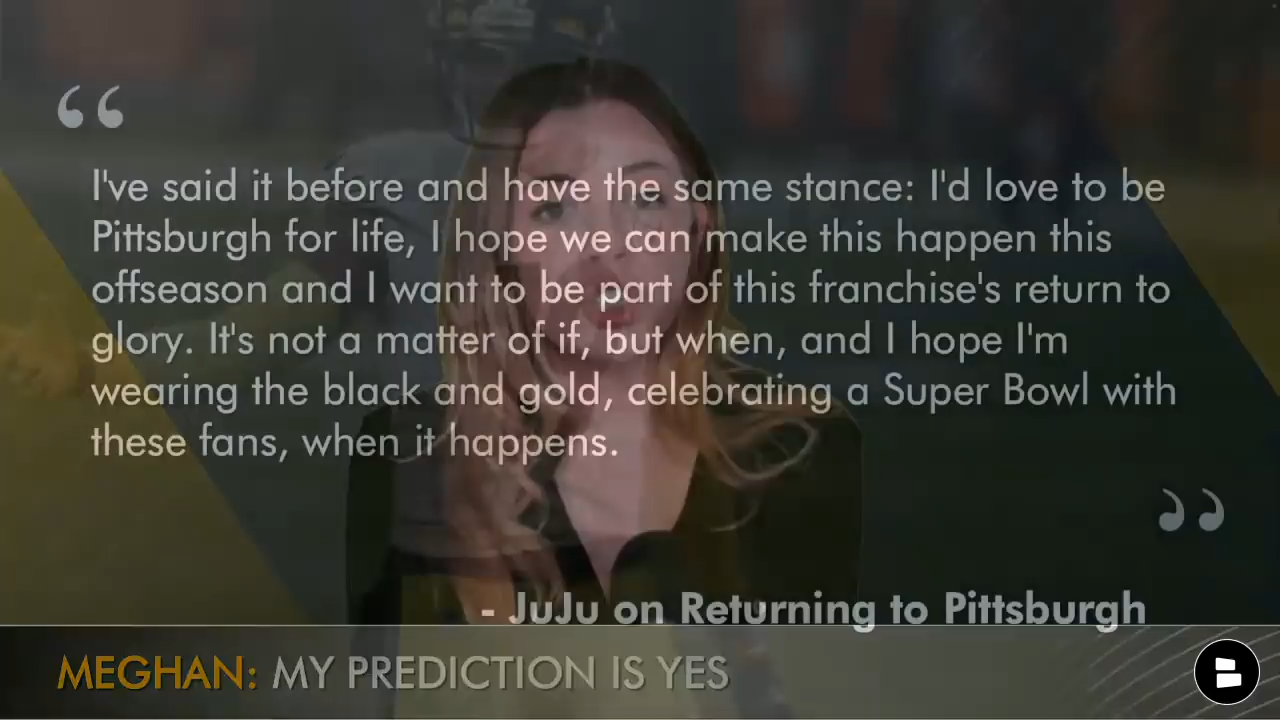 “
I've said it before and have the same stance: I'd love to be
Pittsburgh for life, I hope we can make this happen this
offseason and I want to be part of this franchise's return to
glory. It's not a matter of if, but when, and I hope I'm
wearing the black and gold, celebrating a Super Bowl with
these fans, when it happens.
”
- JuJu on Returning to Pittsburgh
MEGHAN: MY PREDICTION IS YES